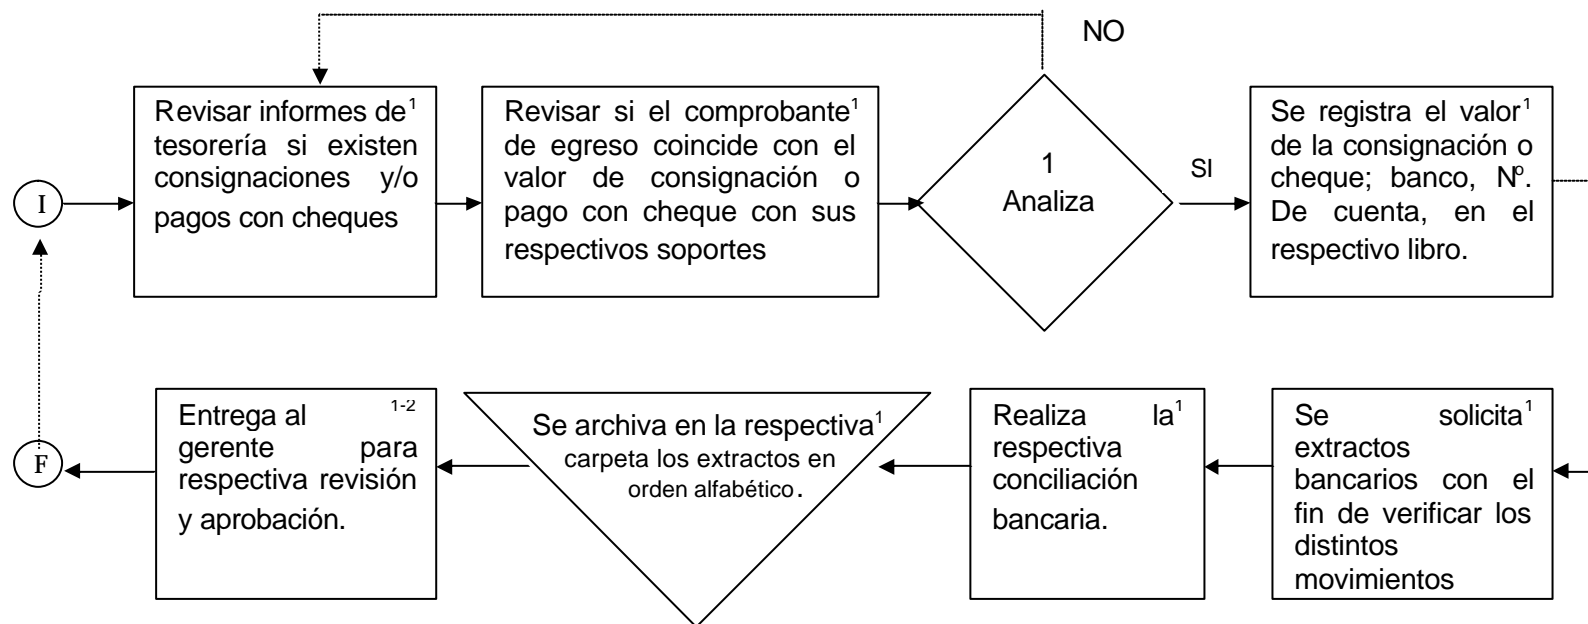 NO
I
Revisar informes de¹
tesorería si existen
consignaciones y/o
pagos con cheques
Revisar si el comprobante¹
de egreso coincide con el
valor de consignación o
pago con cheque con sus
respectivos soportes
1
Analiza
SI
Se registra el valor¹
de la consignación o
cheque; banco, Nº.
De cuenta, en el
respectivo libro.
F
Entrega al ¹⁻²
gerente para
respectiva revisión
y aprobación.
Se archiva en la respectiva¹
carpeta los extractos en
orden alfabético.
Realiza la¹
respectiva
conciliación
bancaria.
Se solicita¹
extractos
bancarios con el
fin de verificar los
distintos
movimientos